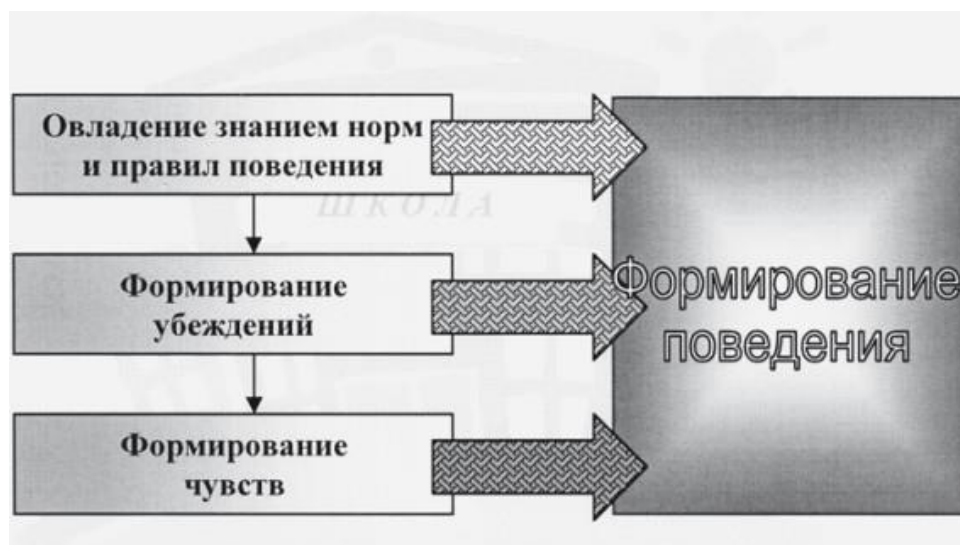 Овладение знанием норм
и правил поведения
ШКОЛА
Формирование
убеждений
Формирование
чувств
Формирование
поведения